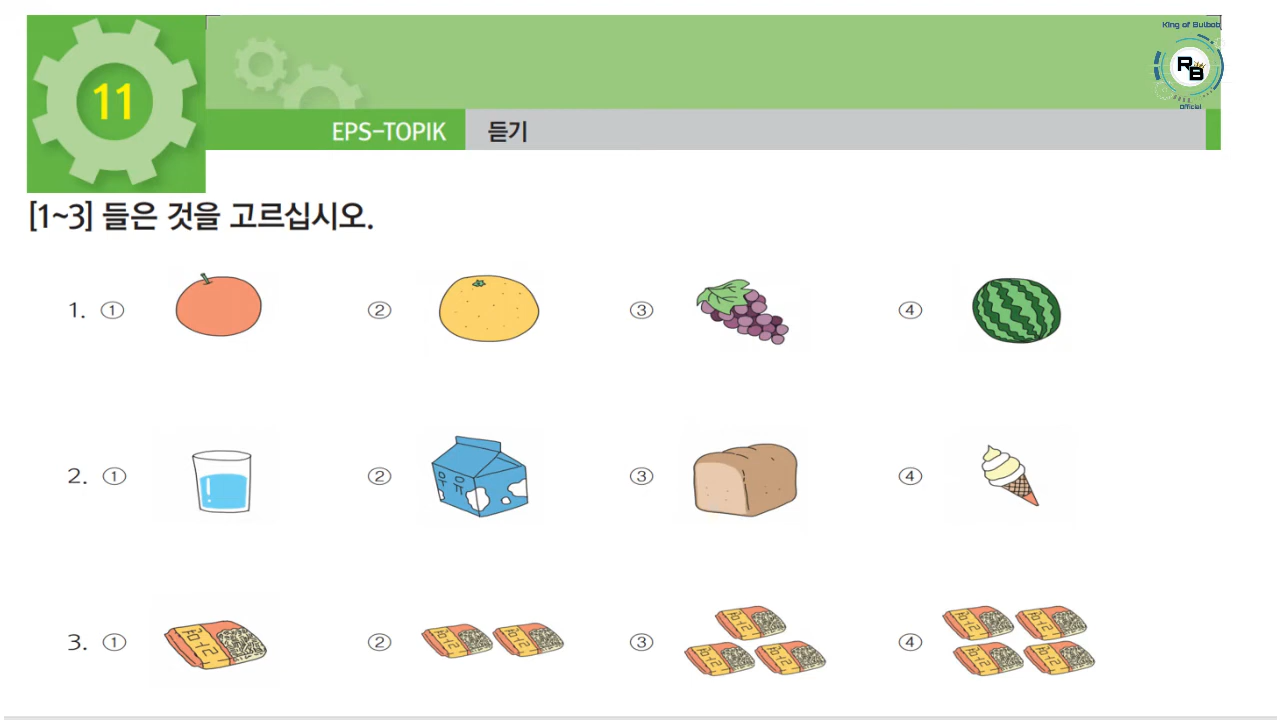 King of Bulbob
RB
Official
11
EPS-TOPIK 듣기
[1~3] 들은 것을 고르십시오.
1. ① ② ③ ④
2. ① ② ③ ④
우유
3. ① ② ③ ④